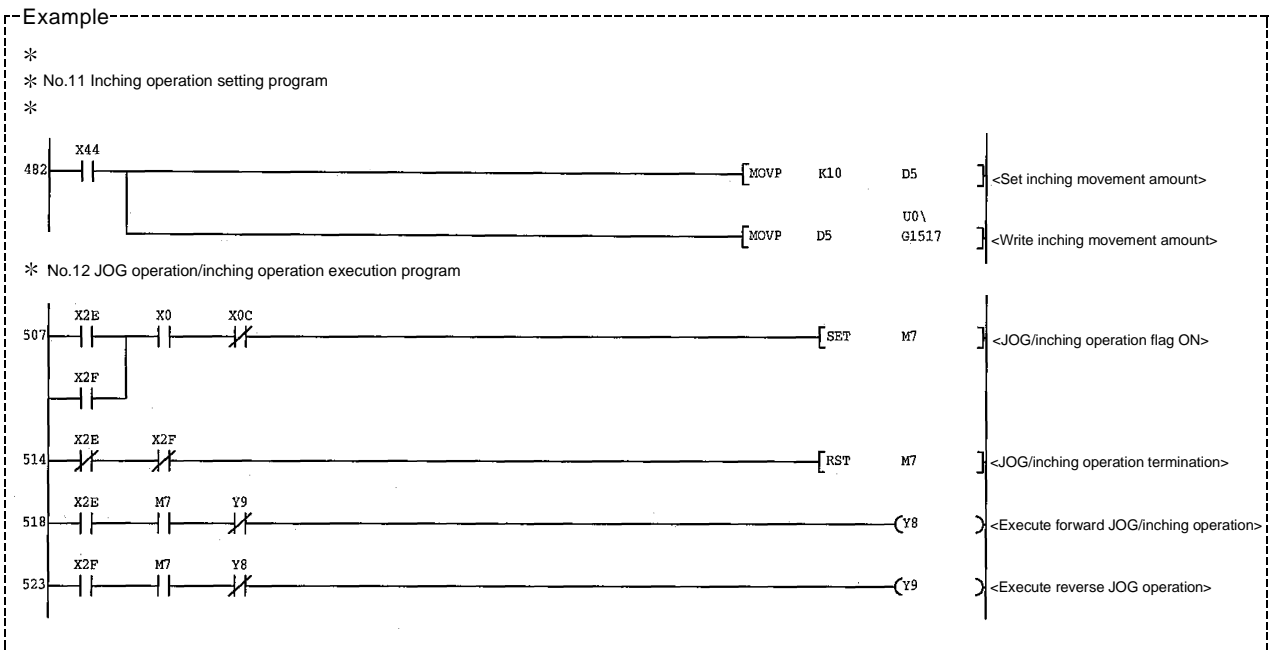 Example
*
* No.11 Inching operation setting program
*
X44
482 [MOVP K10 D5 ] <Set inching movement amount>
U0\
[MOVP D5 G1517 ] <Write inching movement amount>
* No.12 JOG operation/inching operation execution program
X2E X0 X0C
507 [SET M7 ] <JOG/inching operation flag ON>
X2F
X2E X2F
514 [RST M7 ] <JOG/inching operation termination>
X2E M7 Y9
518 (Y8 ) <Execute forward JOG/inching operation>
X2F M7 Y8
523 (Y9 ) <Execute reverse JOG operation>